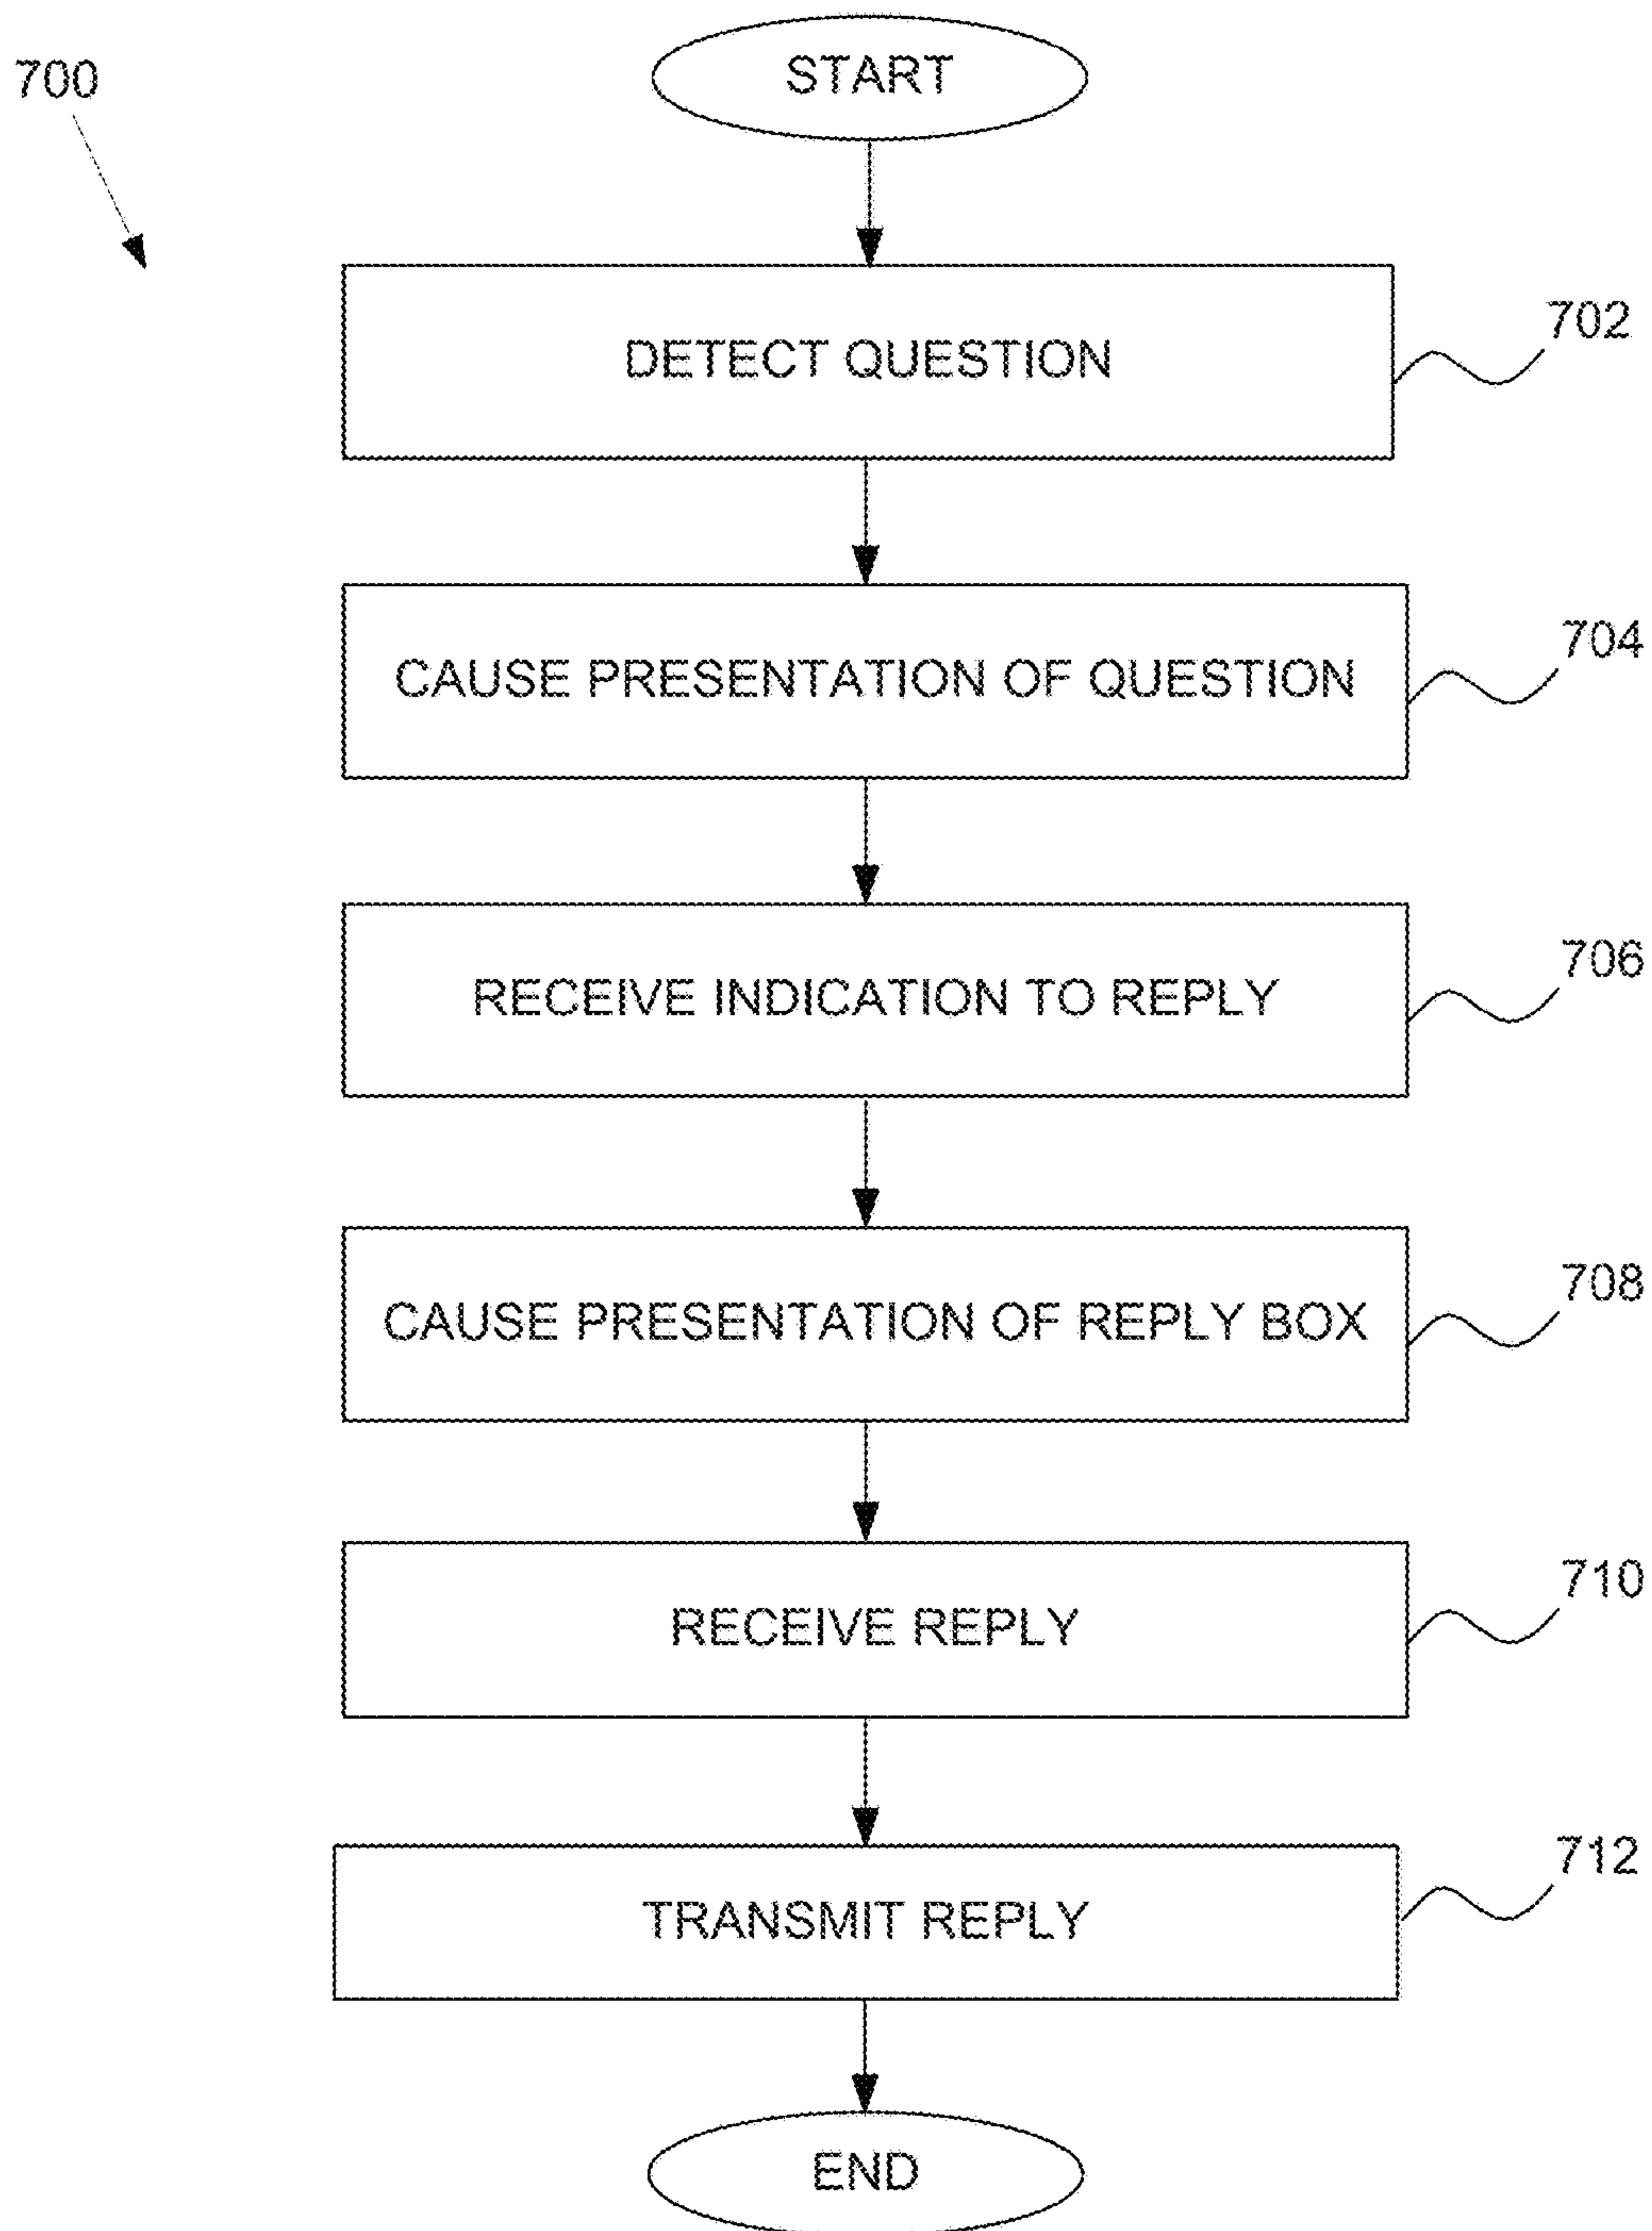 700
START
DETECT QUESTION
702
CAUSE PRESENTATION OF QUESTION
704
RECEIVE INDICATION TO REPLY
706
CAUSE PRESENTATION OF REPLY BOX
708
RECEIVE REPLY
710
TRANSMIT REPLY
712
END